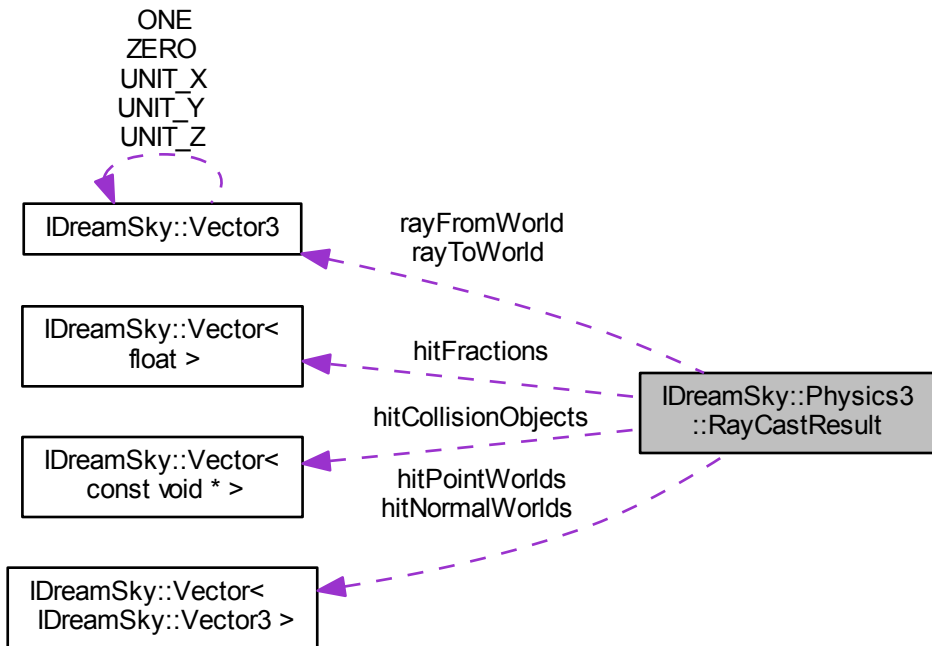 ONE
ZERO
UNIT_X
UNIT_Y
UNIT_Z
IDreamSky::Vector3
rayFromWorld
rayToWorld
IDreamSky::Vector<
float >
hitFractions
IDreamSky::Physics3
::RayCastResult
hitCollisionObjects
IDreamSky::Vector<
const void * >
hitPointWorlds
hitNormalWorlds
IDreamSky::Vector<
IDreamSky::Vector3 >